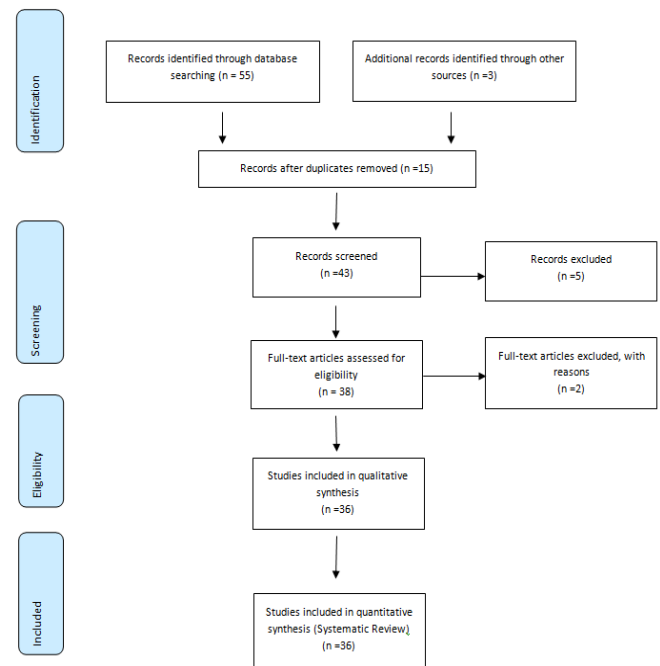 Identification
Records identified through database
searching (n = 55)
Additional records identified through other
sources (n =3)
Records after duplicates removed (n =15)
Screening
Records screened
(n =43)
Records excluded
(n =5)
Full-text articles assessed for
eligibility
(n = 38)
Full-text articles excluded, with
reasons
(n =2)
Eligibility
Studies included in qualitative
synthesis
(n =36)
Included
Studies included in quantitative
synthesis (Systematic Review)
(n =36)